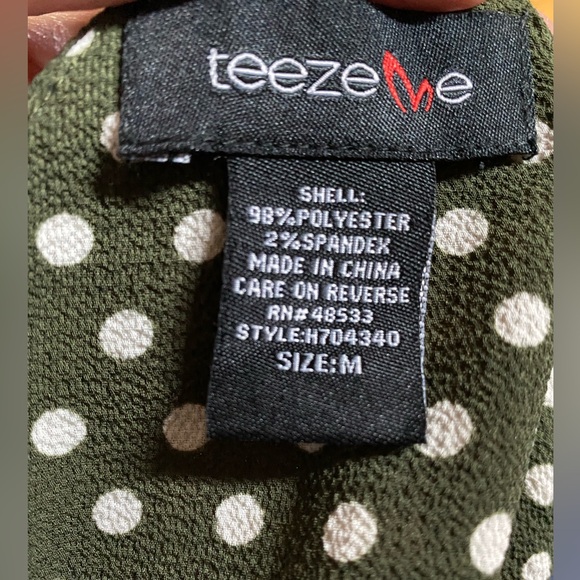 teezeMe
SHELL:
98%POLYESTER
2%SPANDEX
MADE IN CHINA
CARE ON REVERSE
RN#48533
STYLE:H704340
SIZE:M